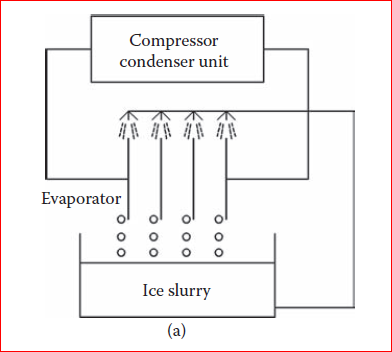 Compressor
condenser unit
Evaporator
Ice slurry
(a)